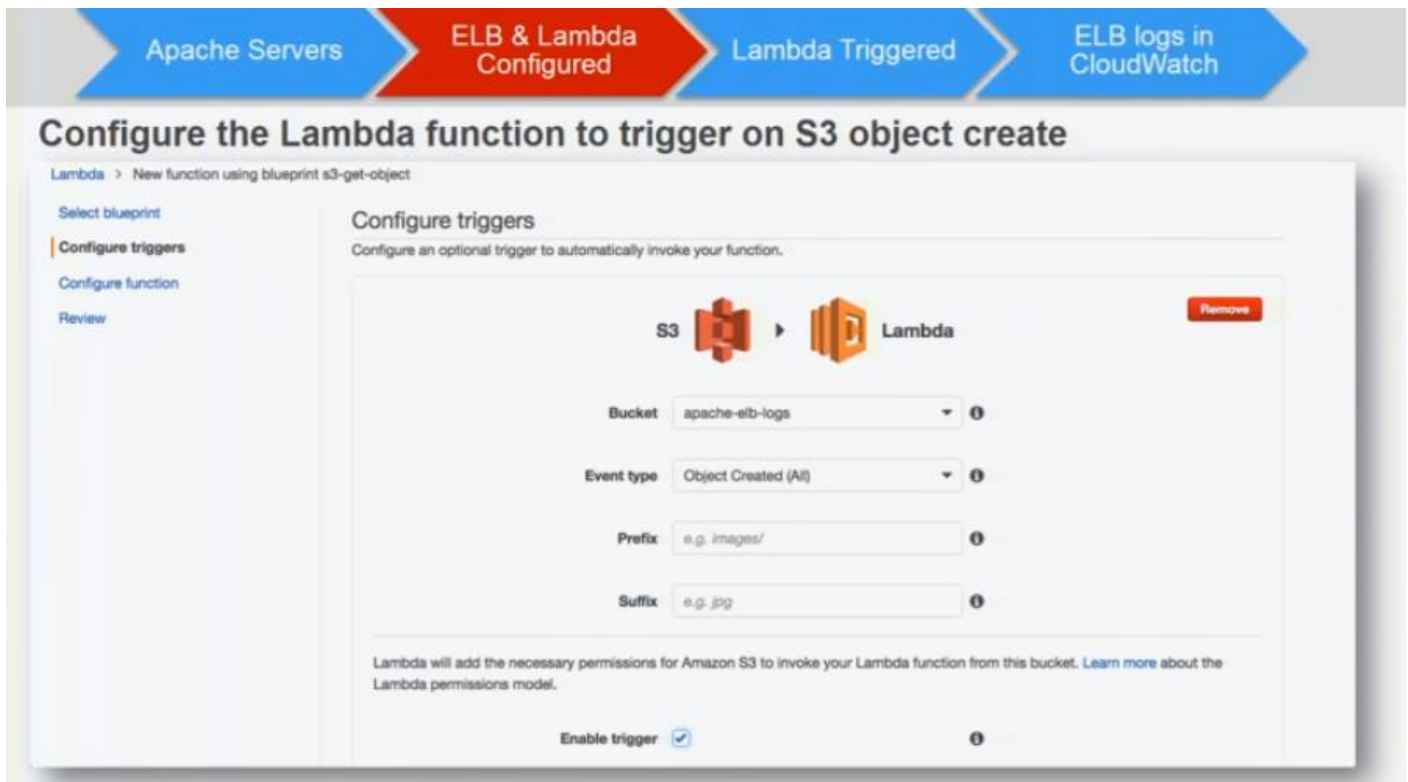 Apache Servers
ELB & Lambda
Configured
Lambda Triggered
ELB logs in
CloudWatch
Configure the Lambda function to trigger on S3 object create
Lambda > New function using blueprint s3-get-object
Select blueprint
Configure triggers
Configure function
Review
Configure triggers
Configure an optional trigger to automatically invoke your function.
S3
Lambda
Remove
Bucket apache-elb-logs
Event type Object Created (All)
Prefix e.g. images/
Suffix e.g. jpg
Lambda will add the necessary permissions for Amazon S3 to invoke your Lambda function from this bucket. Learn more about the
Lambda permissions model.
Enable trigger